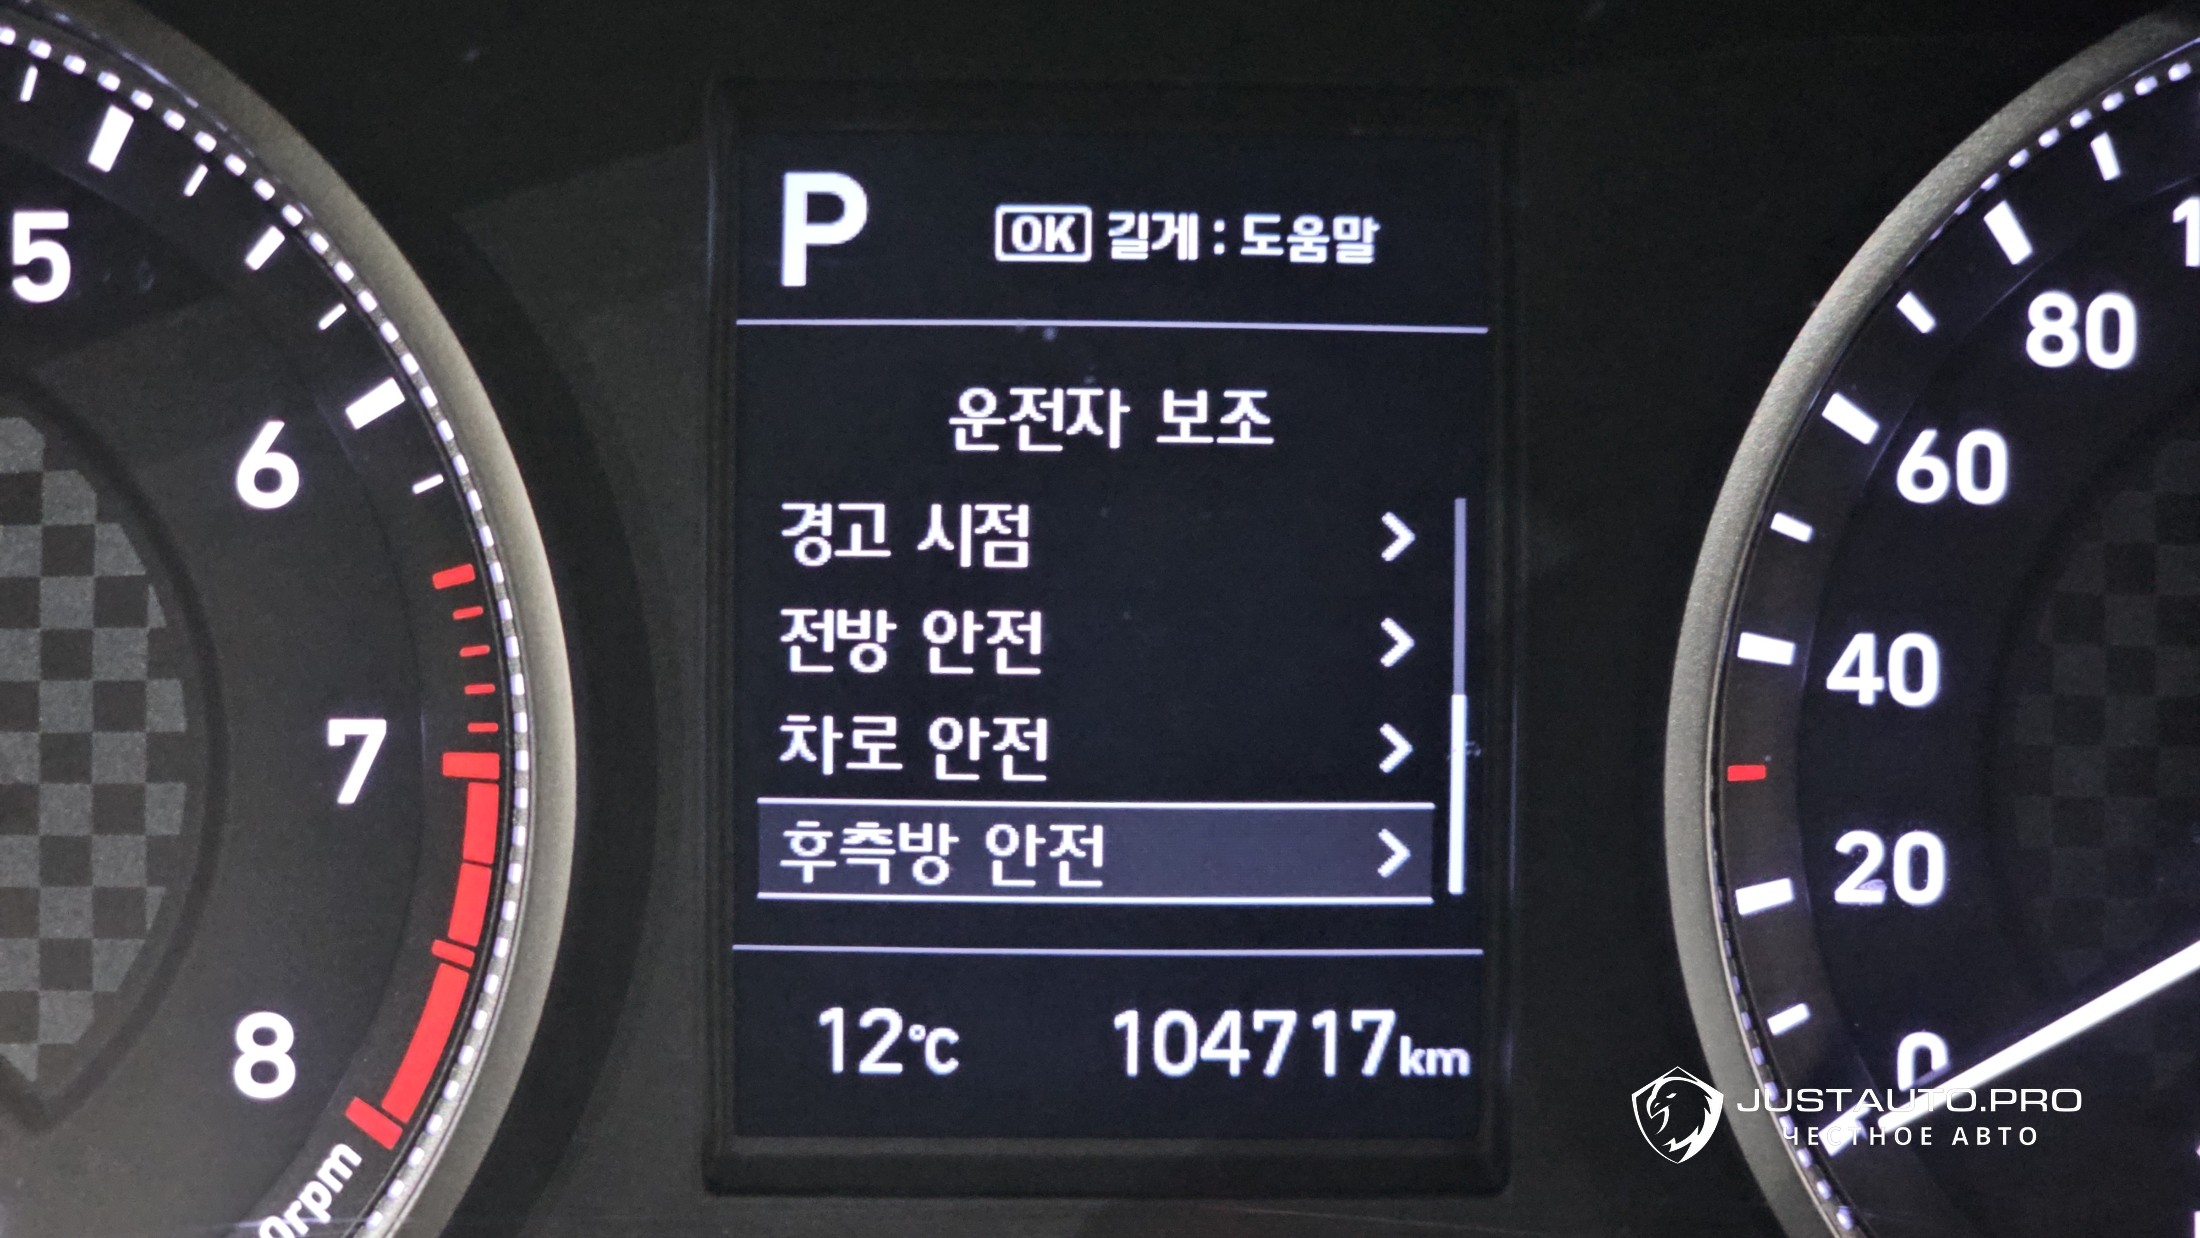 P
OK 길게 : 도움말
운전자 보조
경고 시점
전방 안전
차로 안전
후측방 안전
12°C 104717km
5
6
7
8
0rpm
80
60
40
20
0
JUSTAUTO.PRO
ЧЕСТНОЕ АВТО